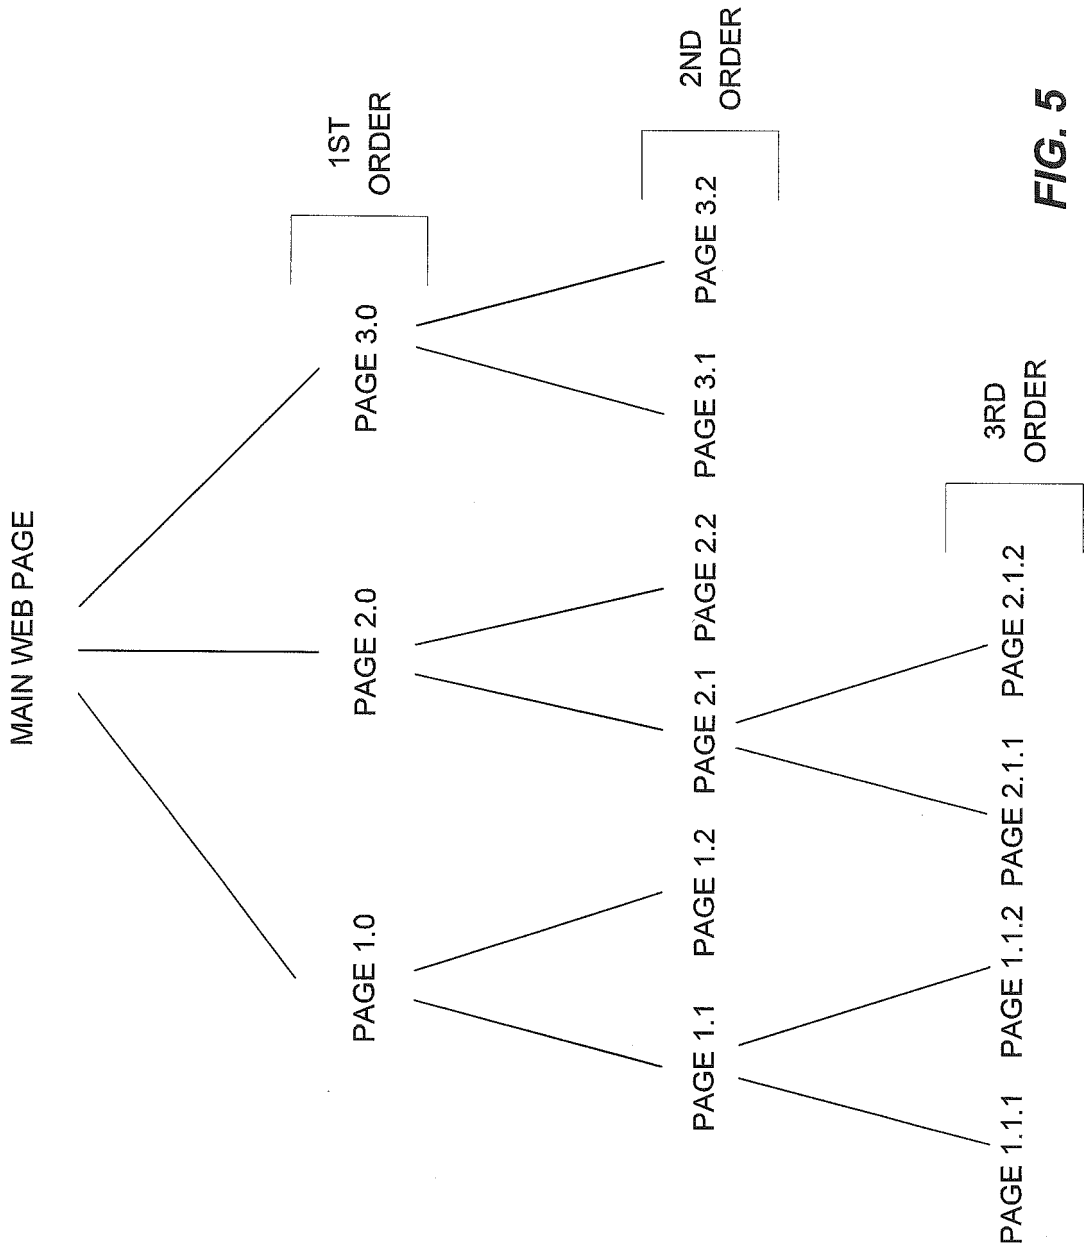 MAIN WEB PAGE
PAGE 1.0
PAGE 2.0
PAGE 3.0
1ST
ORDER
PAGE 1.1
PAGE 1.2
PAGE 2.1
PAGE 2.2
PAGE 3.1
PAGE 3.2
2ND
ORDER
PAGE 1.1.1
PAGE 1.1.2
PAGE 2.1.1
PAGE 2.1.2
3RD
ORDER
FIG. 5